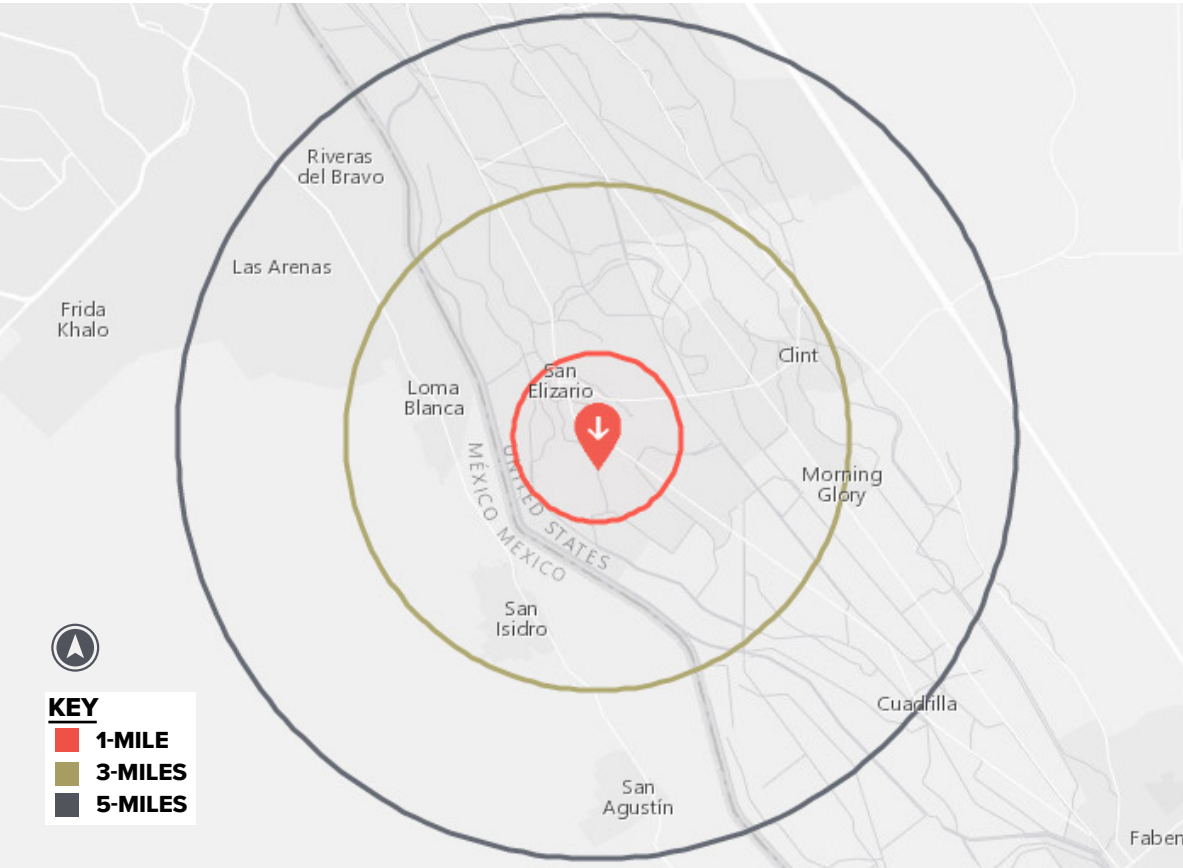 Riveras
del Bravo
Las Arenas
Frida
Khalo
Clint
San
Elizario
Loma
Blanca
MÉXICO MEXICO
UNITED STATES
Morning
Glory
San
Isidro
Cuadrilla
San
Agustín
Faben
KEY
1-MILE
3-MILES
5-MILES